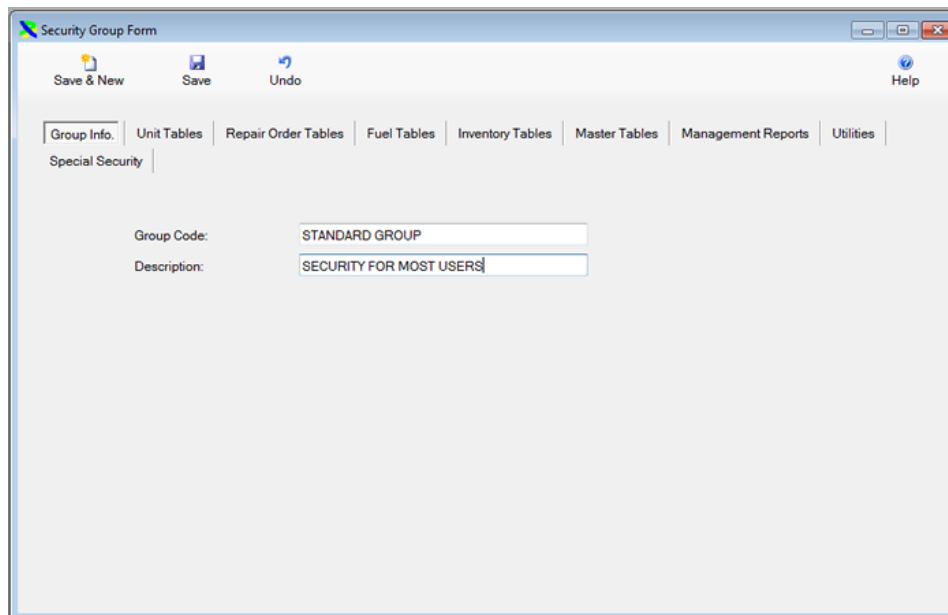 Security Group Form
Save & New Save Undo Help
Group Info. Unit Tables Repair Order Tables Fuel Tables Inventory Tables Master Tables Management Reports Utilities
Special Security
Group Code: STANDARD GROUP
Description: SECURITY FOR MOST USERS